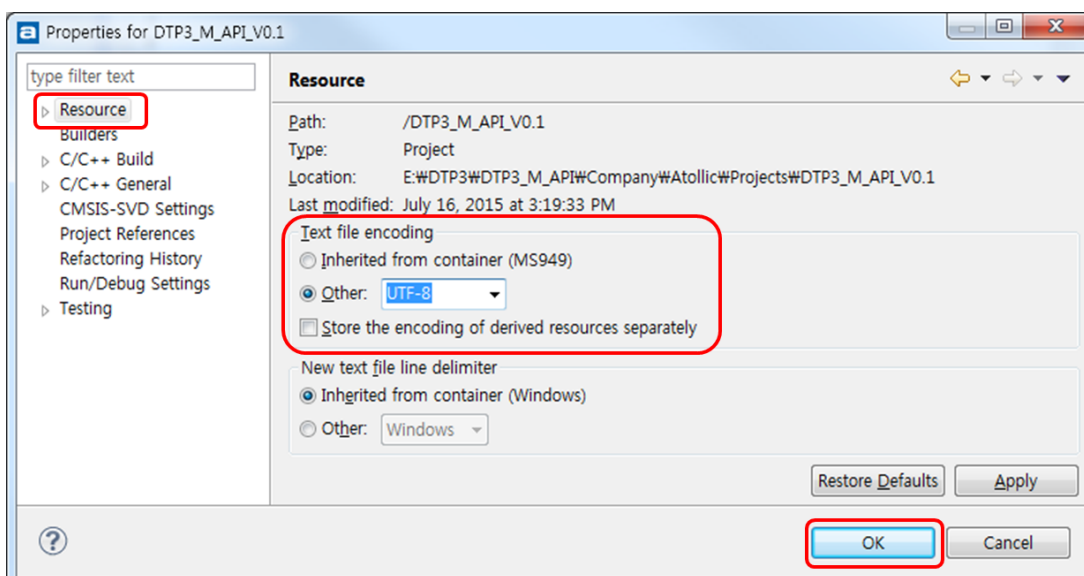 Properties for DTP3_M_API_V0.1
type filter text
Resource
Builders
C/C++ Build
C/C++ General
CMSIS-SVD Settings
Project References
Refactoring History
Run/Debug Settings
Testing
Resource
Path: /DTP3_M_API_V0.1
Type: Project
Location: E:₩DTP3₩DTP3_M_API₩Company₩Atollic₩Projects₩DTP3_M_API_V0.1
Last modified: July 16, 2015 at 3:19:33 PM
Text file encoding
Inherited from container (MS949)
Other: UTF-8
Store the encoding of derived resources separately
New text file line delimiter
Inherited from container (Windows)
Other: Windows
Restore Defaults Apply
OK Cancel